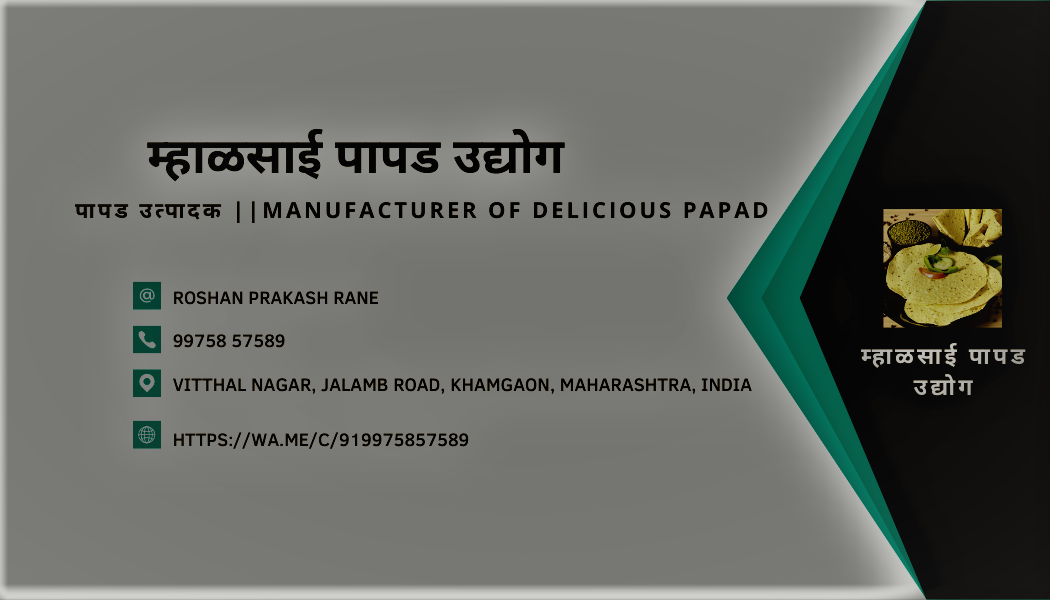 म्हाळसाई पापड उद्योग
पापड उत्पादक ||MANUFACTURER OF DELICIOUS PAPAD
ROSHAN PRAKASH RANE
99758 57589
VITTHAL NAGAR, JALAMB ROAD, KHAMGAON, MAHARASHTRA, INDIA
HTTPS://WA.ME/C/919975857589
म्हाळसाई पापड
उद्योग